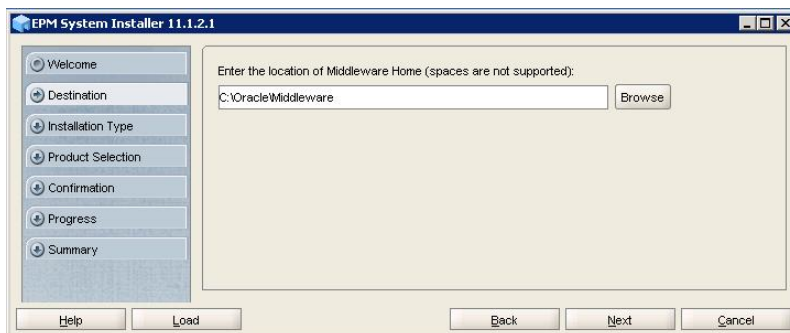 EPM System Installer 11.1.2.1
Welcome
Destination
Installation Type
Product Selection
Confirmation
Progress
Summary
Enter the location of Middleware Home (spaces are not supported):
C:\Oracle\Middleware
Browse
Help
Load
Back
Next
Cancel